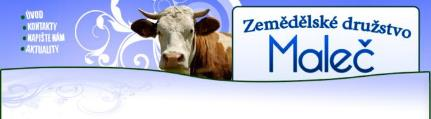 ÚVOD
KONTAKTY
NAPIŠTE NÁM
AKTUALITY
Zemědělské družstvo
Maleč